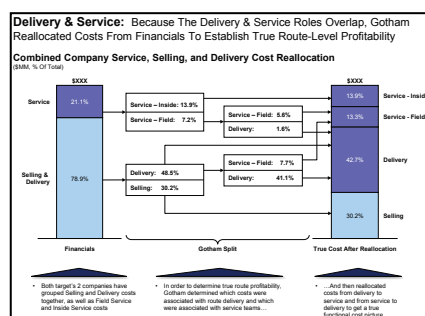 Delivery & Service: Because The Delivery & Service Roles Overlap, Gotham
Reallocated Costs From Financials To Establish True Route-Level Profitability
Combined Company Service, Selling, and Delivery Cost Reallocation
($MM, % Of Total)
$XXX
$XXX
Service
21.1%
Service – Inside: 13.9%
Service – Field: 7.2%
13.9%
Service - Insid
Service – Field: 5.6%
Delivery: 1.6%
13.3%
Service - Field
Selling &
Delivery
78.9%
Delivery: 48.5%
Selling: 30.2%
Service – Field: 7.7%
Delivery: 41.1%
42.7%
Delivery
30.2%
Selling
Financials
Gotham Split
True Cost After Reallocation
• Both target's 2 companies have
grouped Selling and Delivery costs
together, as well as Field Service
and Inside Service costs
• In order to determine true route profitability,
Gotham determined which costs were
associated with route delivery and which
were associated with service teams…
• …And then reallocated
costs from delivery to
service and from service to
delivery to get a true
functional cost picture